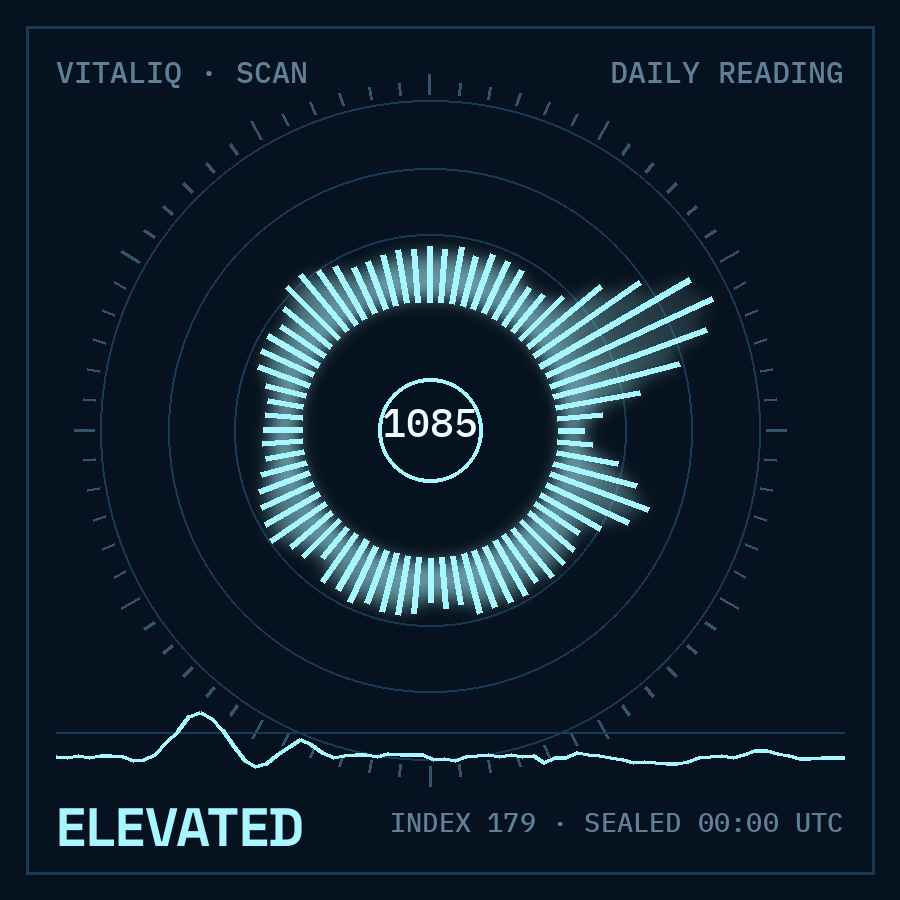 VITALIQ · SCAN
DAILY READING
1085
ELEVATED
INDEX 179 · SEALED 00:00 UTC